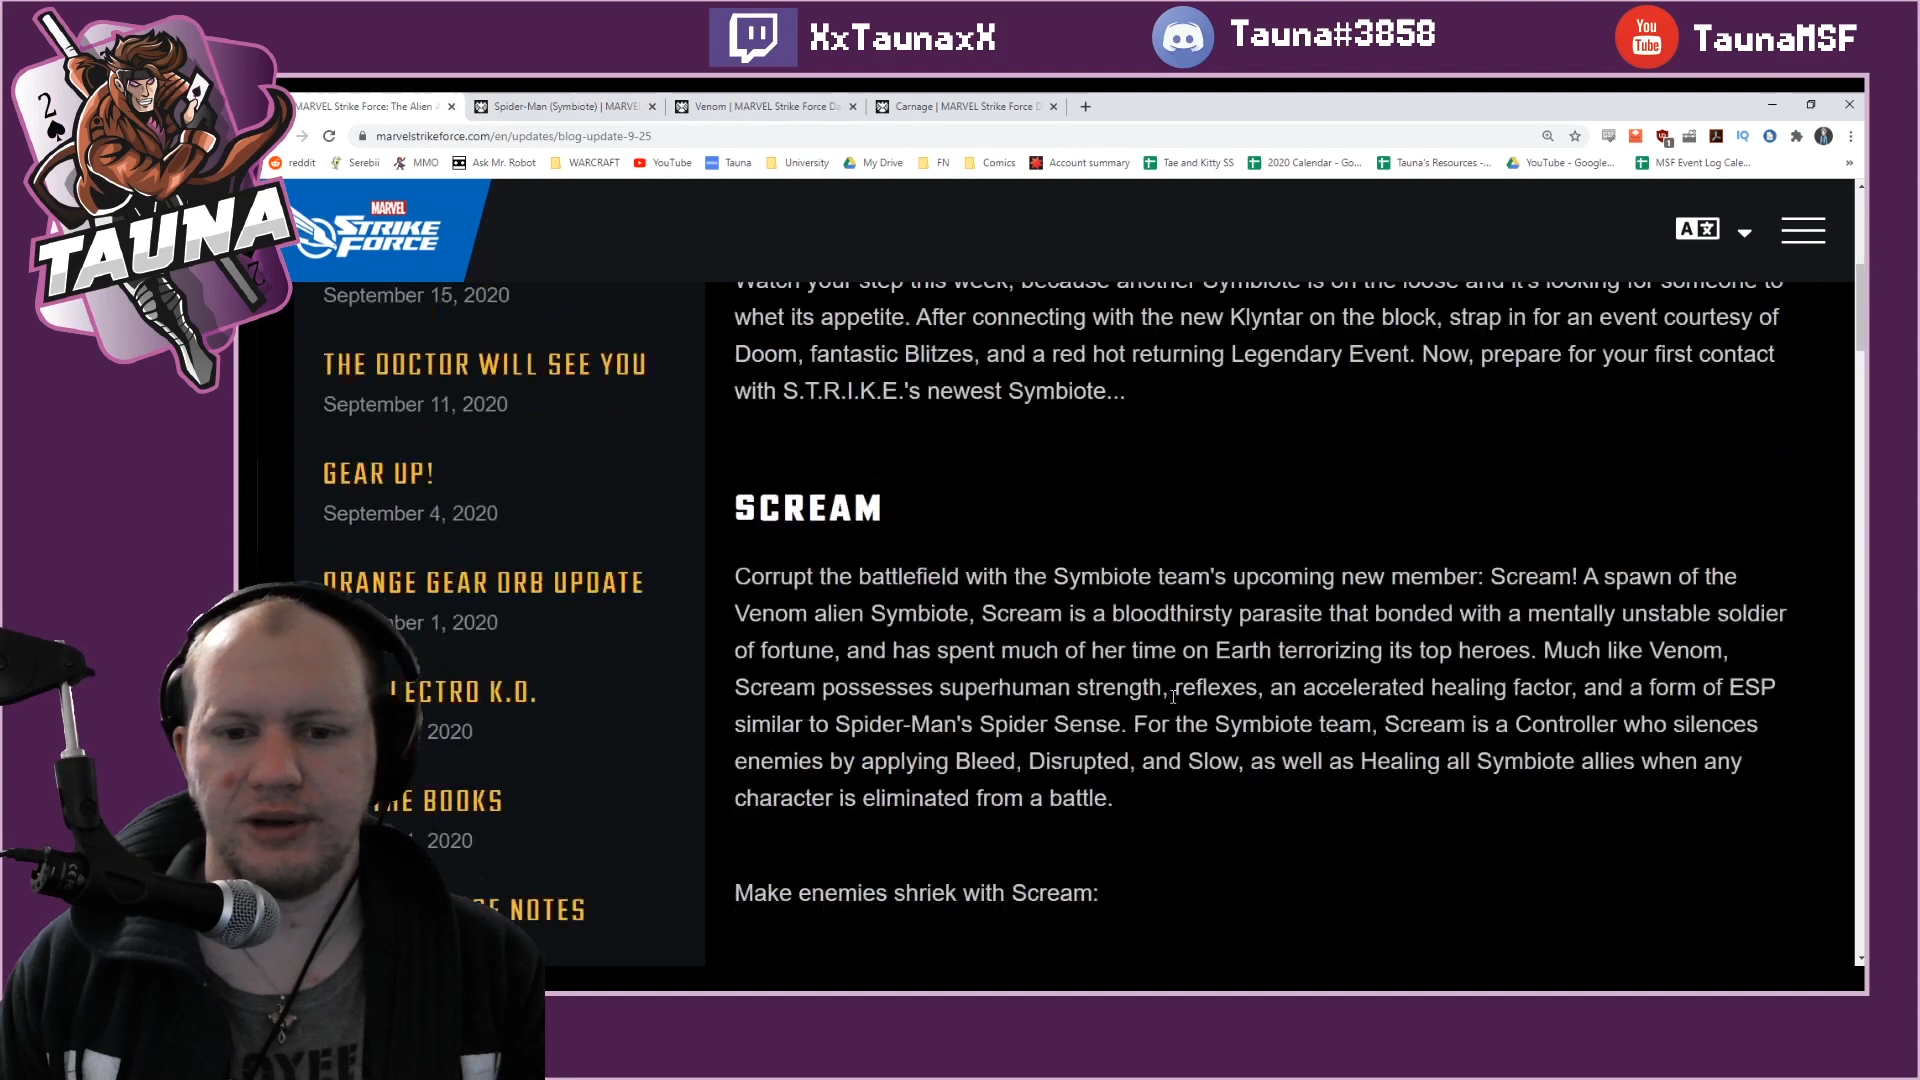 XxTaunaxX
Tauna#3858
You Tube
TaunaMSF
2
TAUNA
2
MARVEL Strike Force: The Alien
Spider-Man (Symbiote) | MARVE
Venom | MARVEL Strike Force Da
Carnage | MARVEL Strike Force D
marvelstrikeforce.com/en/updates/blog-update-9-25
reddit
Serebii
MMO
Ask Mr. Robot
WARCRAFT
YouTube
Tauna
University
My Drive
FN
Comics
Account summary
Tae and Kitty SS
2020 Calendar - Go...
Tauna's Resources -...
YouTube - Google...
MSF Event Log Cale...
MARVEL
STRIKE
FORCE
September 15, 2020
THE DOCTOR WILL SEE YOU
September 11, 2020
GEAR UP!
September 4, 2020
ORANGE GEAR ORB UPDATE
ber 1, 2020
ECTRO K.O.
2020
BOOKS
2020
NOTES
Watch your step this week, because another Symbiote is on the loose and it's looking for someone to
whet its appetite. After connecting with the new Klyntar on the block, strap in for an event courtesy of
Doom, fantastic Blitzes, and a red hot returning Legendary Event. Now, prepare for your first contact
with S.T.R.I.K.E.'s newest Symbiote...
SCREAM
Corrupt the battlefield with the Symbiote team's upcoming new member: Scream! A spawn of the
Venom alien Symbiote, Scream is a bloodthirsty parasite that bonded with a mentally unstable soldier
of fortune, and has spent much of her time on Earth terrorizing its top heroes. Much like Venom,
Scream possesses superhuman strength, reflexes, an accelerated healing factor, and a form of ESP
similar to Spider-Man's Spider Sense. For the Symbiote team, Scream is a Controller who silences
enemies by applying Bleed, Disrupted, and Slow, as well as Healing all Symbiote allies when any
character is eliminated from a battle.
Make enemies shriek with Scream: